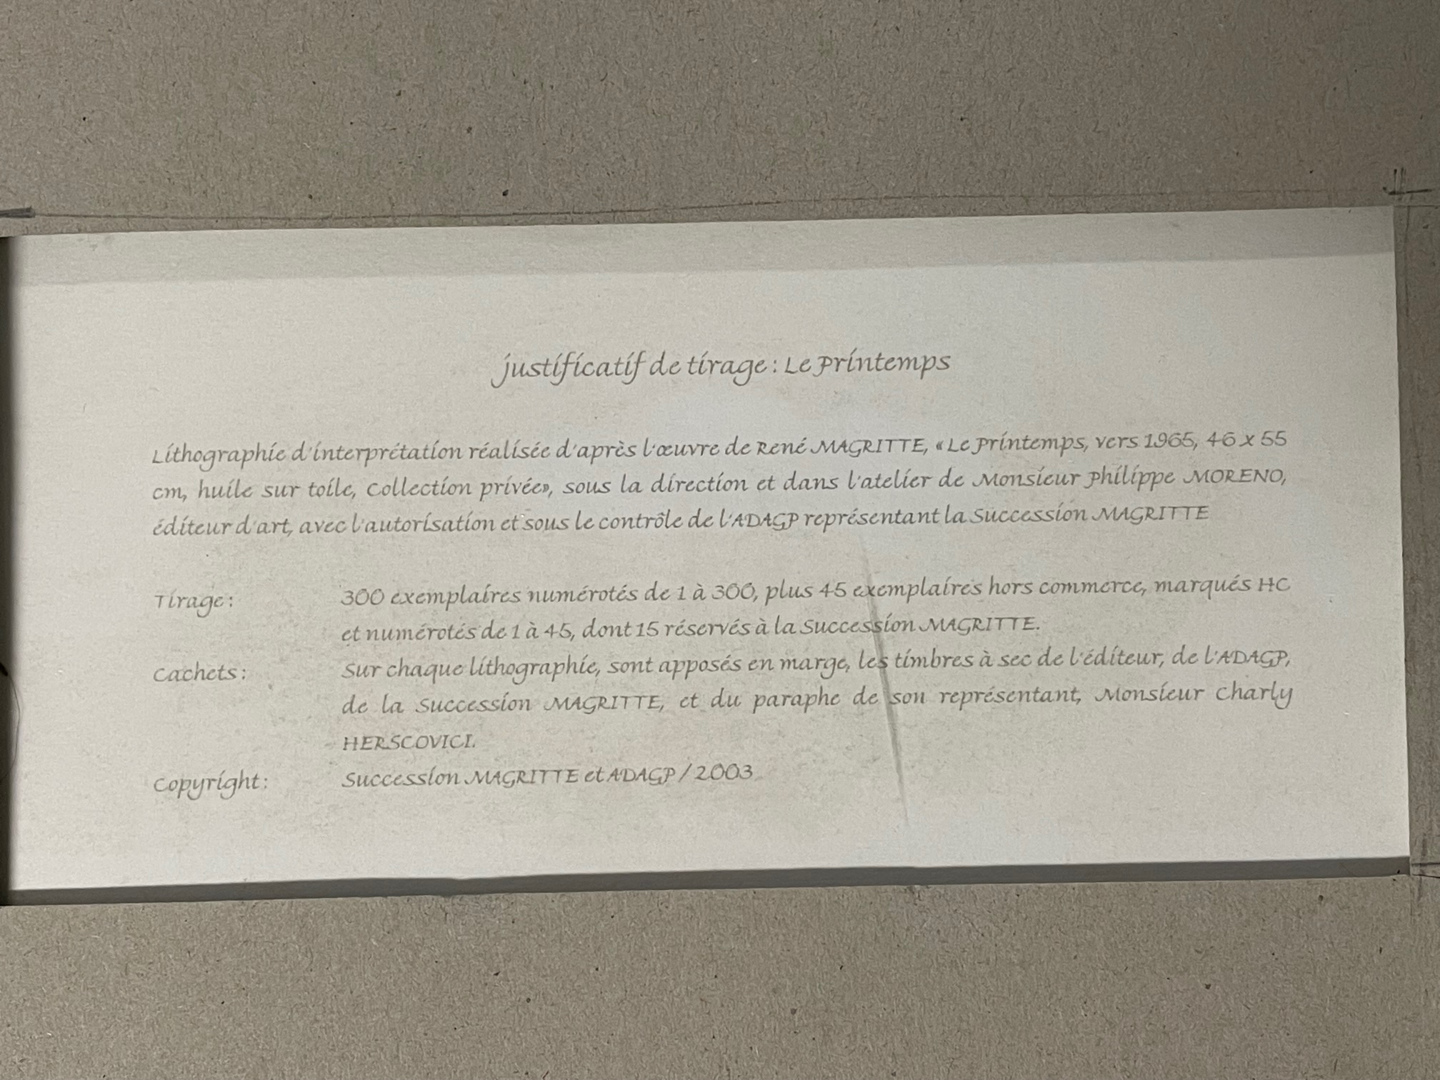 justificatif de tirage : Le Printemps
Lithographie d'interprétation réalisée d'après l'œuvre de René MAGRITTE, « Le Printemps, vers 1965, 46 x 55
cm, huile sur toile, Collection privée», sous la direction et dans l'atelier de Monsieur Philippe MORENO,
éditeur d'art, avec l'autorisation et sous le contrôle de l'ADAGP représentant la Succession MAGRITTE
Tirage : 300 exemplaires numérotés de 1 à 300, plus 45 exemplaires hors commerce, marqués HC
et numérotés de 1 à 45, dont 15 réservés à la Succession MAGRITTE.
Cachets : Sur chaque lithographie, sont apposés en marge, les timbres à sec de l'éditeur, de l'ADAGP,
de la Succession MAGRITTE, et du paraphe de son représentant, Monsieur Charly
HERSCOVICI.
Copyright : Succession MAGRITTE et ADAGP / 2003